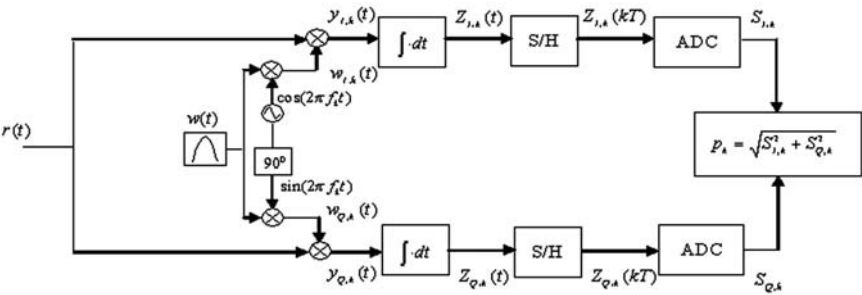 y_{I,k}(t) Z_{I,k}(t) Z_{I,k}(kT) S_{I,k}
∫·dt S/H ADC
w_{I,k}(t)
cos(2πf_kt)
w(t)
r(t)
p_k = √(S²_{I,k} + S²_{Q,k})
90⁰
sin(2πf_kt)
w_{Q,k}(t)
∫·dt S/H ADC
y_{Q,k}(t) Z_{Q,k}(t) Z_{Q,k}(kT) S_{Q,k}